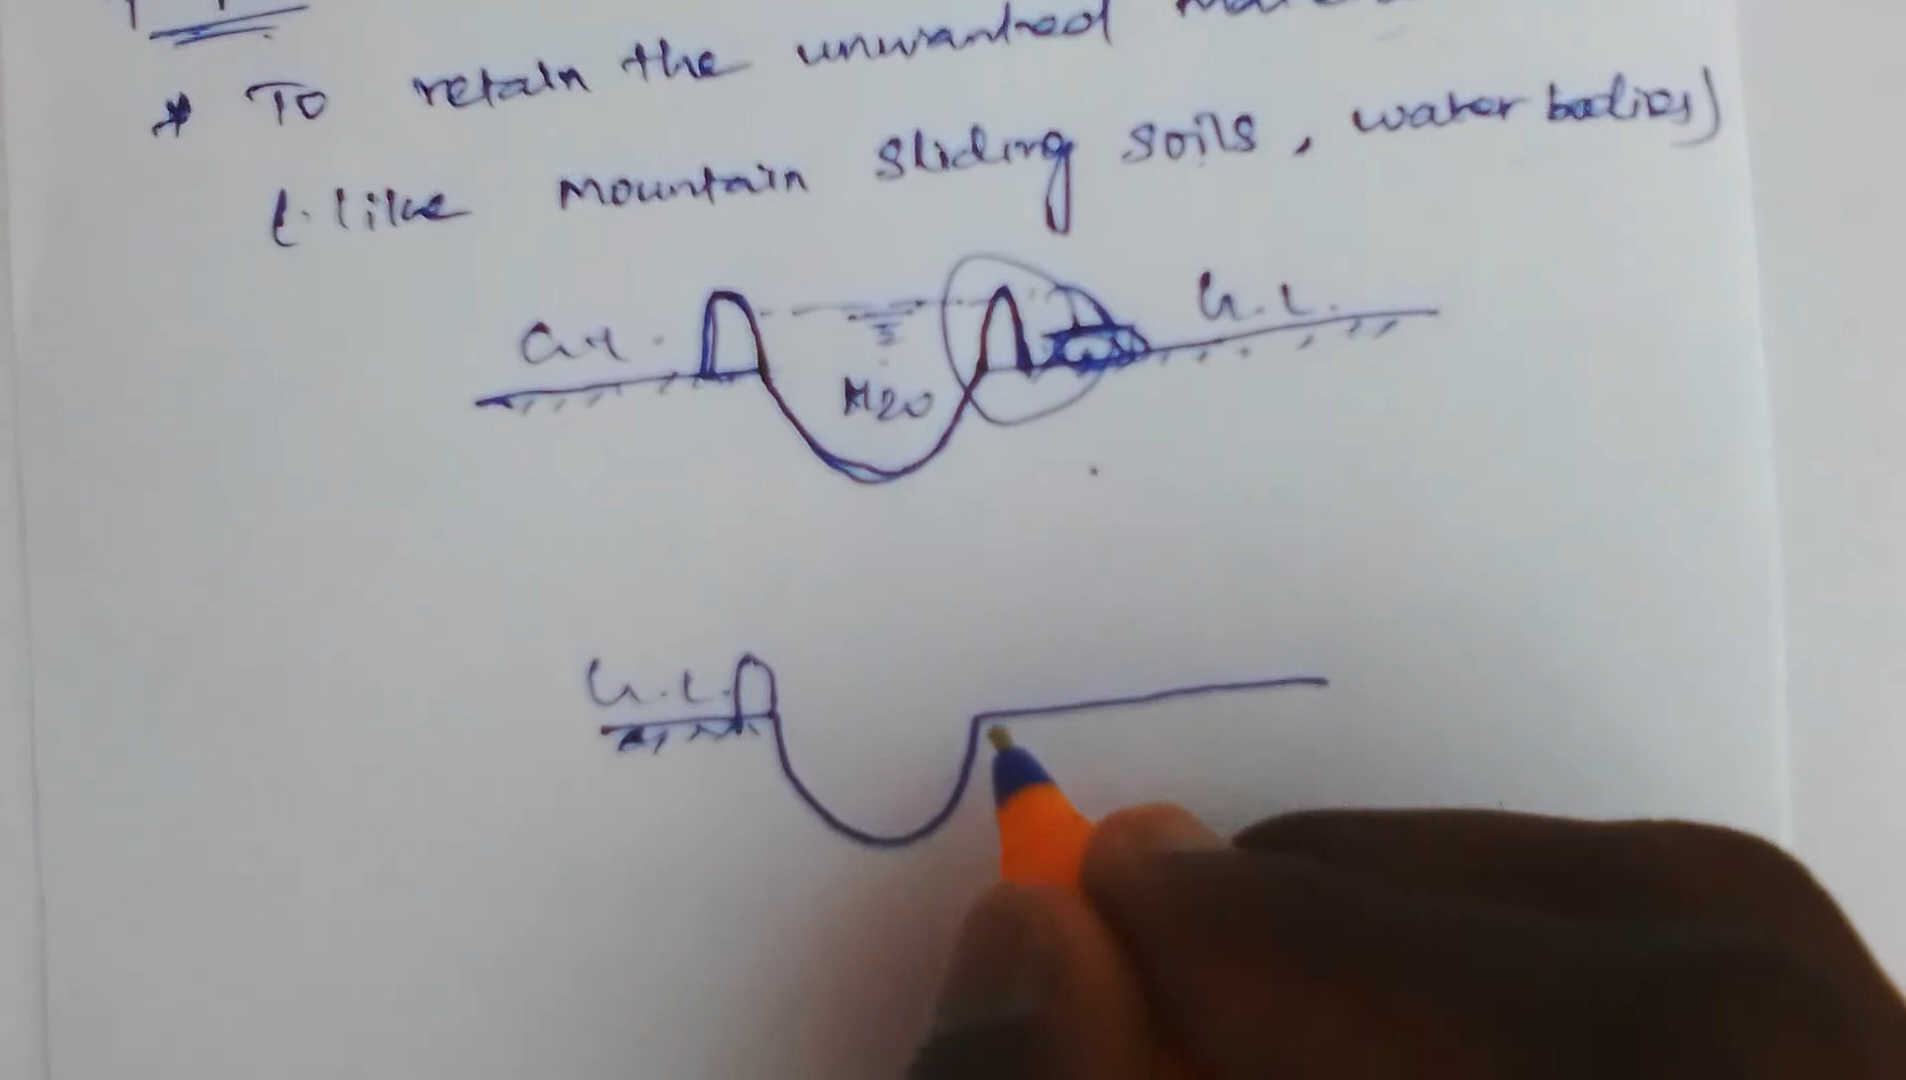 * To retain the unwanted
(like mountain sliding soils, water bodies)
G.L. G.L.
H2O
G.L.